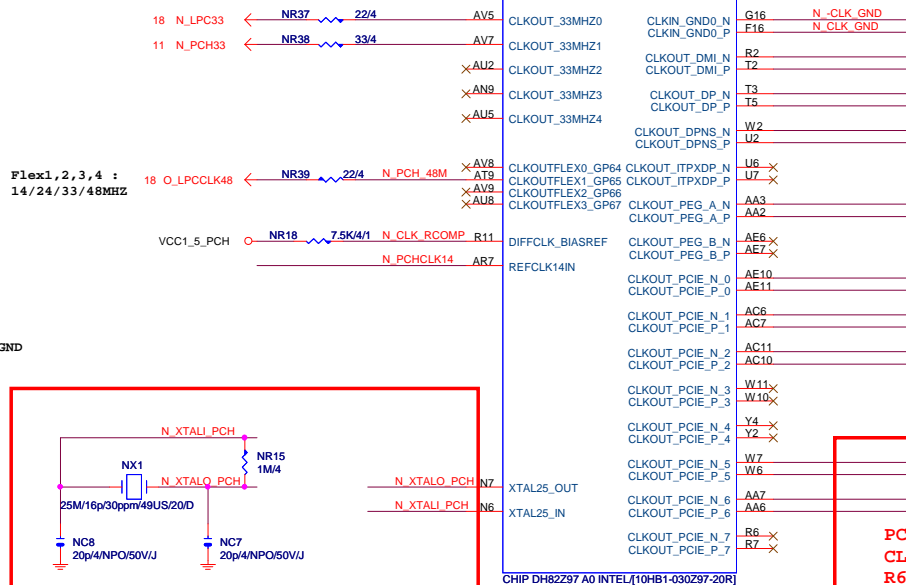 18 N_LPC33 NR37 22/4 AV5 CLKOUT_33MHZ0
11 N_PCH33 NR38 33/4 AV7 CLKOUT_33MHZ1
AU2 CLKOUT_33MHZ2
AN9 CLKOUT_33MHZ3
AU5 CLKOUT_33MHZ4
Flex1,2,3,4 :
14/24/33/48MHZ
AV8 CLKOUTFLEX0_GP64
18 O_LPCCLK48 NR39 22/4 N_PCH_48M AT9 CLKOUTFLEX1_GP65
AV9 CLKOUTFLEX2_GP66
AU8 CLKOUTFLEX3_GP67
VCC1_5_PCH NR18 7.5K/4/1 N_CLK_RCOMP R11 DIFFCLK_BIASREF
N_PCHCLK14 AR7 REFCLK14IN
GND
N_XTALI_PCH
NR15
1M/4
NX1
N_XTALO_PCH
25M/16p/30ppm/49US/20/D
NC8
20p/4/NPO/50V/J
NC7
20p/4/NPO/50V/J
N_XTALO_PCH N7 XTAL25_OUT
N_XTALI_PCH N6 XTAL25_IN
CLKIN_GND0_N G16 N_-CLK_GND
CLKIN_GND0_P F16 N_CLK_GND
CLKOUT_DMI_N R2
CLKOUT_DMI_P T2
CLKOUT_DP_N T3
CLKOUT_DP_P T5
CLKOUT_DPNS_N W2
CLKOUT_DPNS_P U2
CLKOUT_ITPXDP_N U6
CLKOUT_ITPXDP_P U7
CLKOUT_PEG_A_N AA3
CLKOUT_PEG_A_P AA2
CLKOUT_PEG_B_N AE6
CLKOUT_PEG_B_P AE7
CLKOUT_PCIE_N_0 AE10
CLKOUT_PCIE_P_0 AE11
CLKOUT_PCIE_N_1 AC6
CLKOUT_PCIE_P_1 AC7
CLKOUT_PCIE_N_2 AC11
CLKOUT_PCIE_P_2 AC10
CLKOUT_PCIE_N_3 W11
CLKOUT_PCIE_P_3 W10
CLKOUT_PCIE_N_4 Y4
CLKOUT_PCIE_P_4 Y2
CLKOUT_PCIE_N_5 W7
CLKOUT_PCIE_P_5 W6
CLKOUT_PCIE_N_6 AA7
CLKOUT_PCIE_P_6 AA6
CLKOUT_PCIE_N_7 R6
CLKOUT_PCIE_P_7 R7
PC
CL
R6
CHIP DH82Z97 A0 INTEL/[10HB1-030Z97-20R]